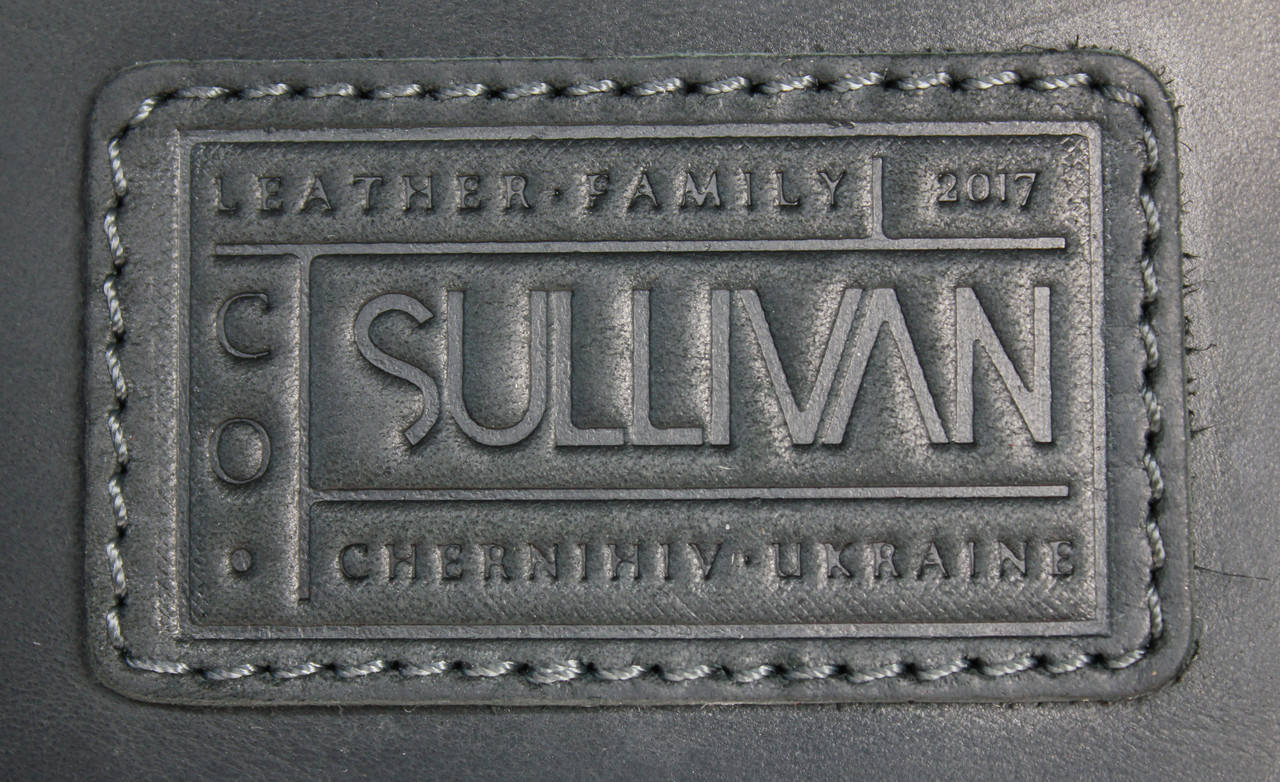 LEATHER·FAMILY 2017
CO·
SULLIVAN
CHERNIHIV·UKRAINE